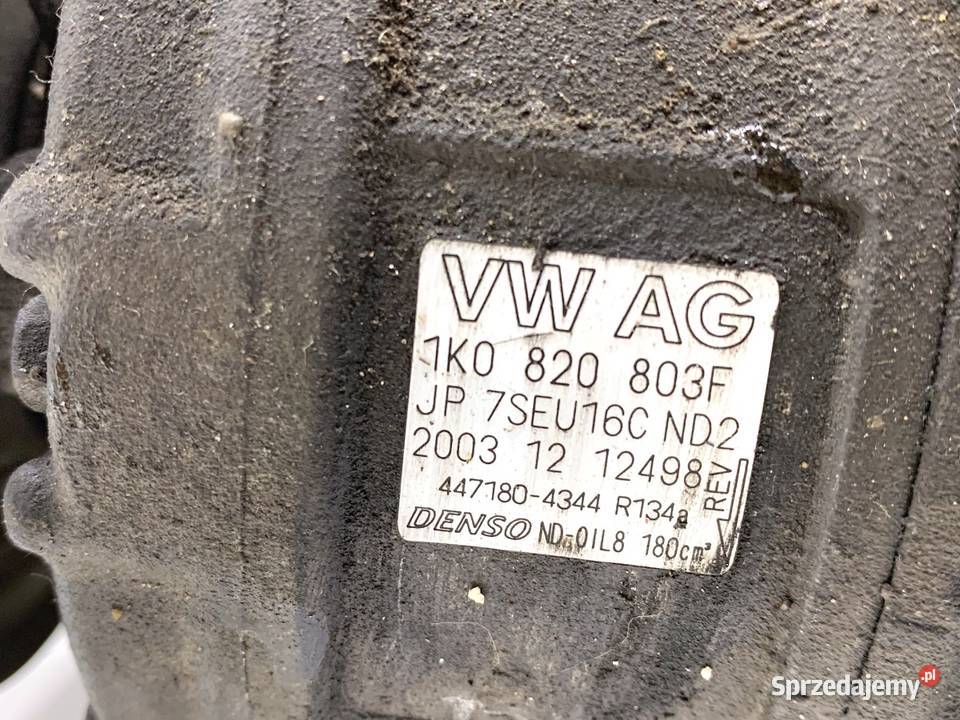 VW AG
1K0 820 803F
JP 7SEU16C ND2
2003 12 12498
REV
447180-4344 R134a
DENSO ND-OIL8 180cm³
Sprzedajemy.pl